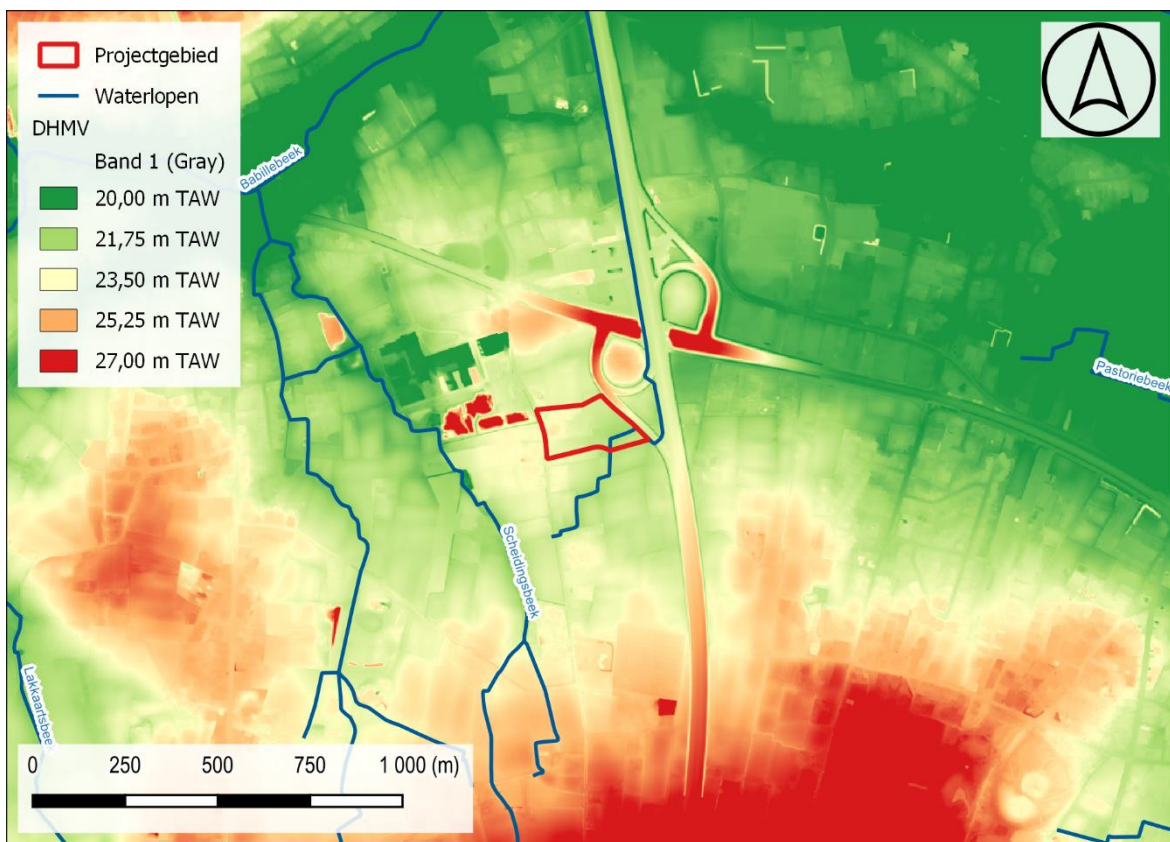 Projectgebied
Waterlopen
DHMV
Band 1 (Gray)
20,00 m TAW
21,75 m TAW
23,50 m TAW
25,25 m TAW
27,00 m TAW
Babillebeek
Pastoriebeek
Scheidingsbeek
Lakkaartsbeek
0 250 500 750 1 000 (m)